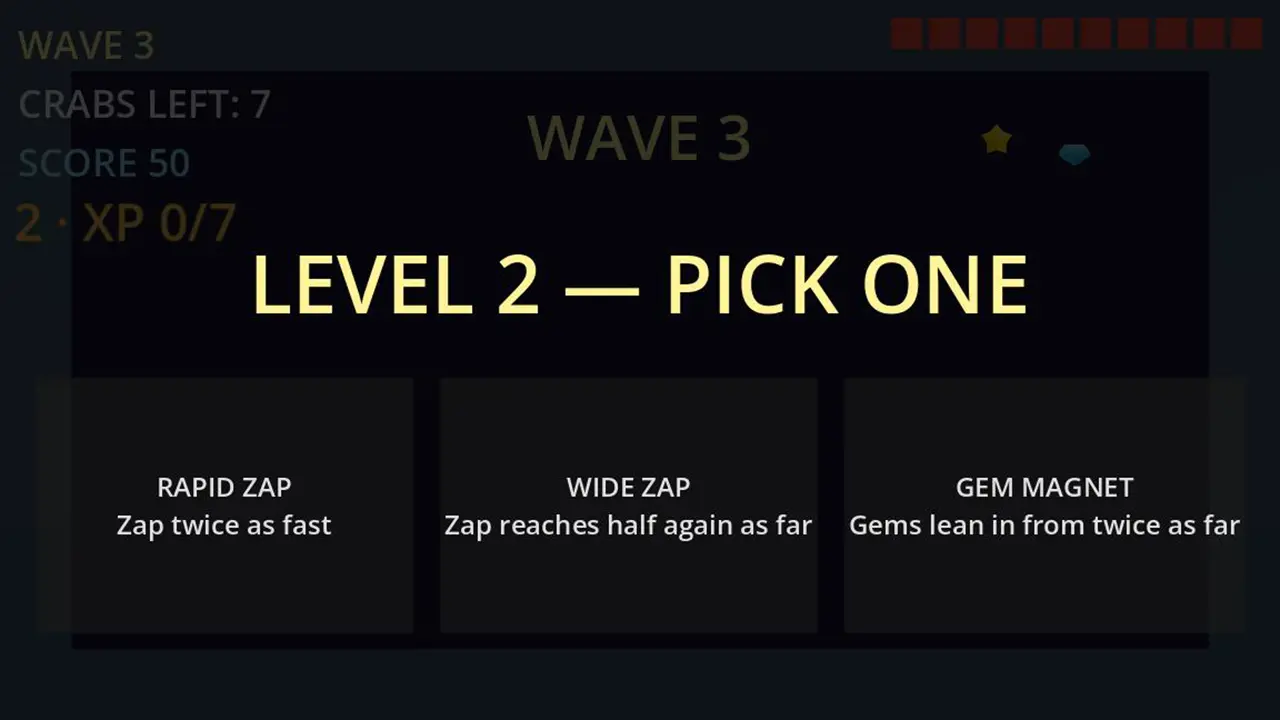 WAVE 3
CRABS LEFT: 7
SCORE 50
2 · XP 0/7
WAVE 3
LEVEL 2 — PICK ONE
RAPID ZAP
Zap twice as fast
WIDE ZAP
Zap reaches half again as far
GEM MAGNET
Gems lean in from twice as far